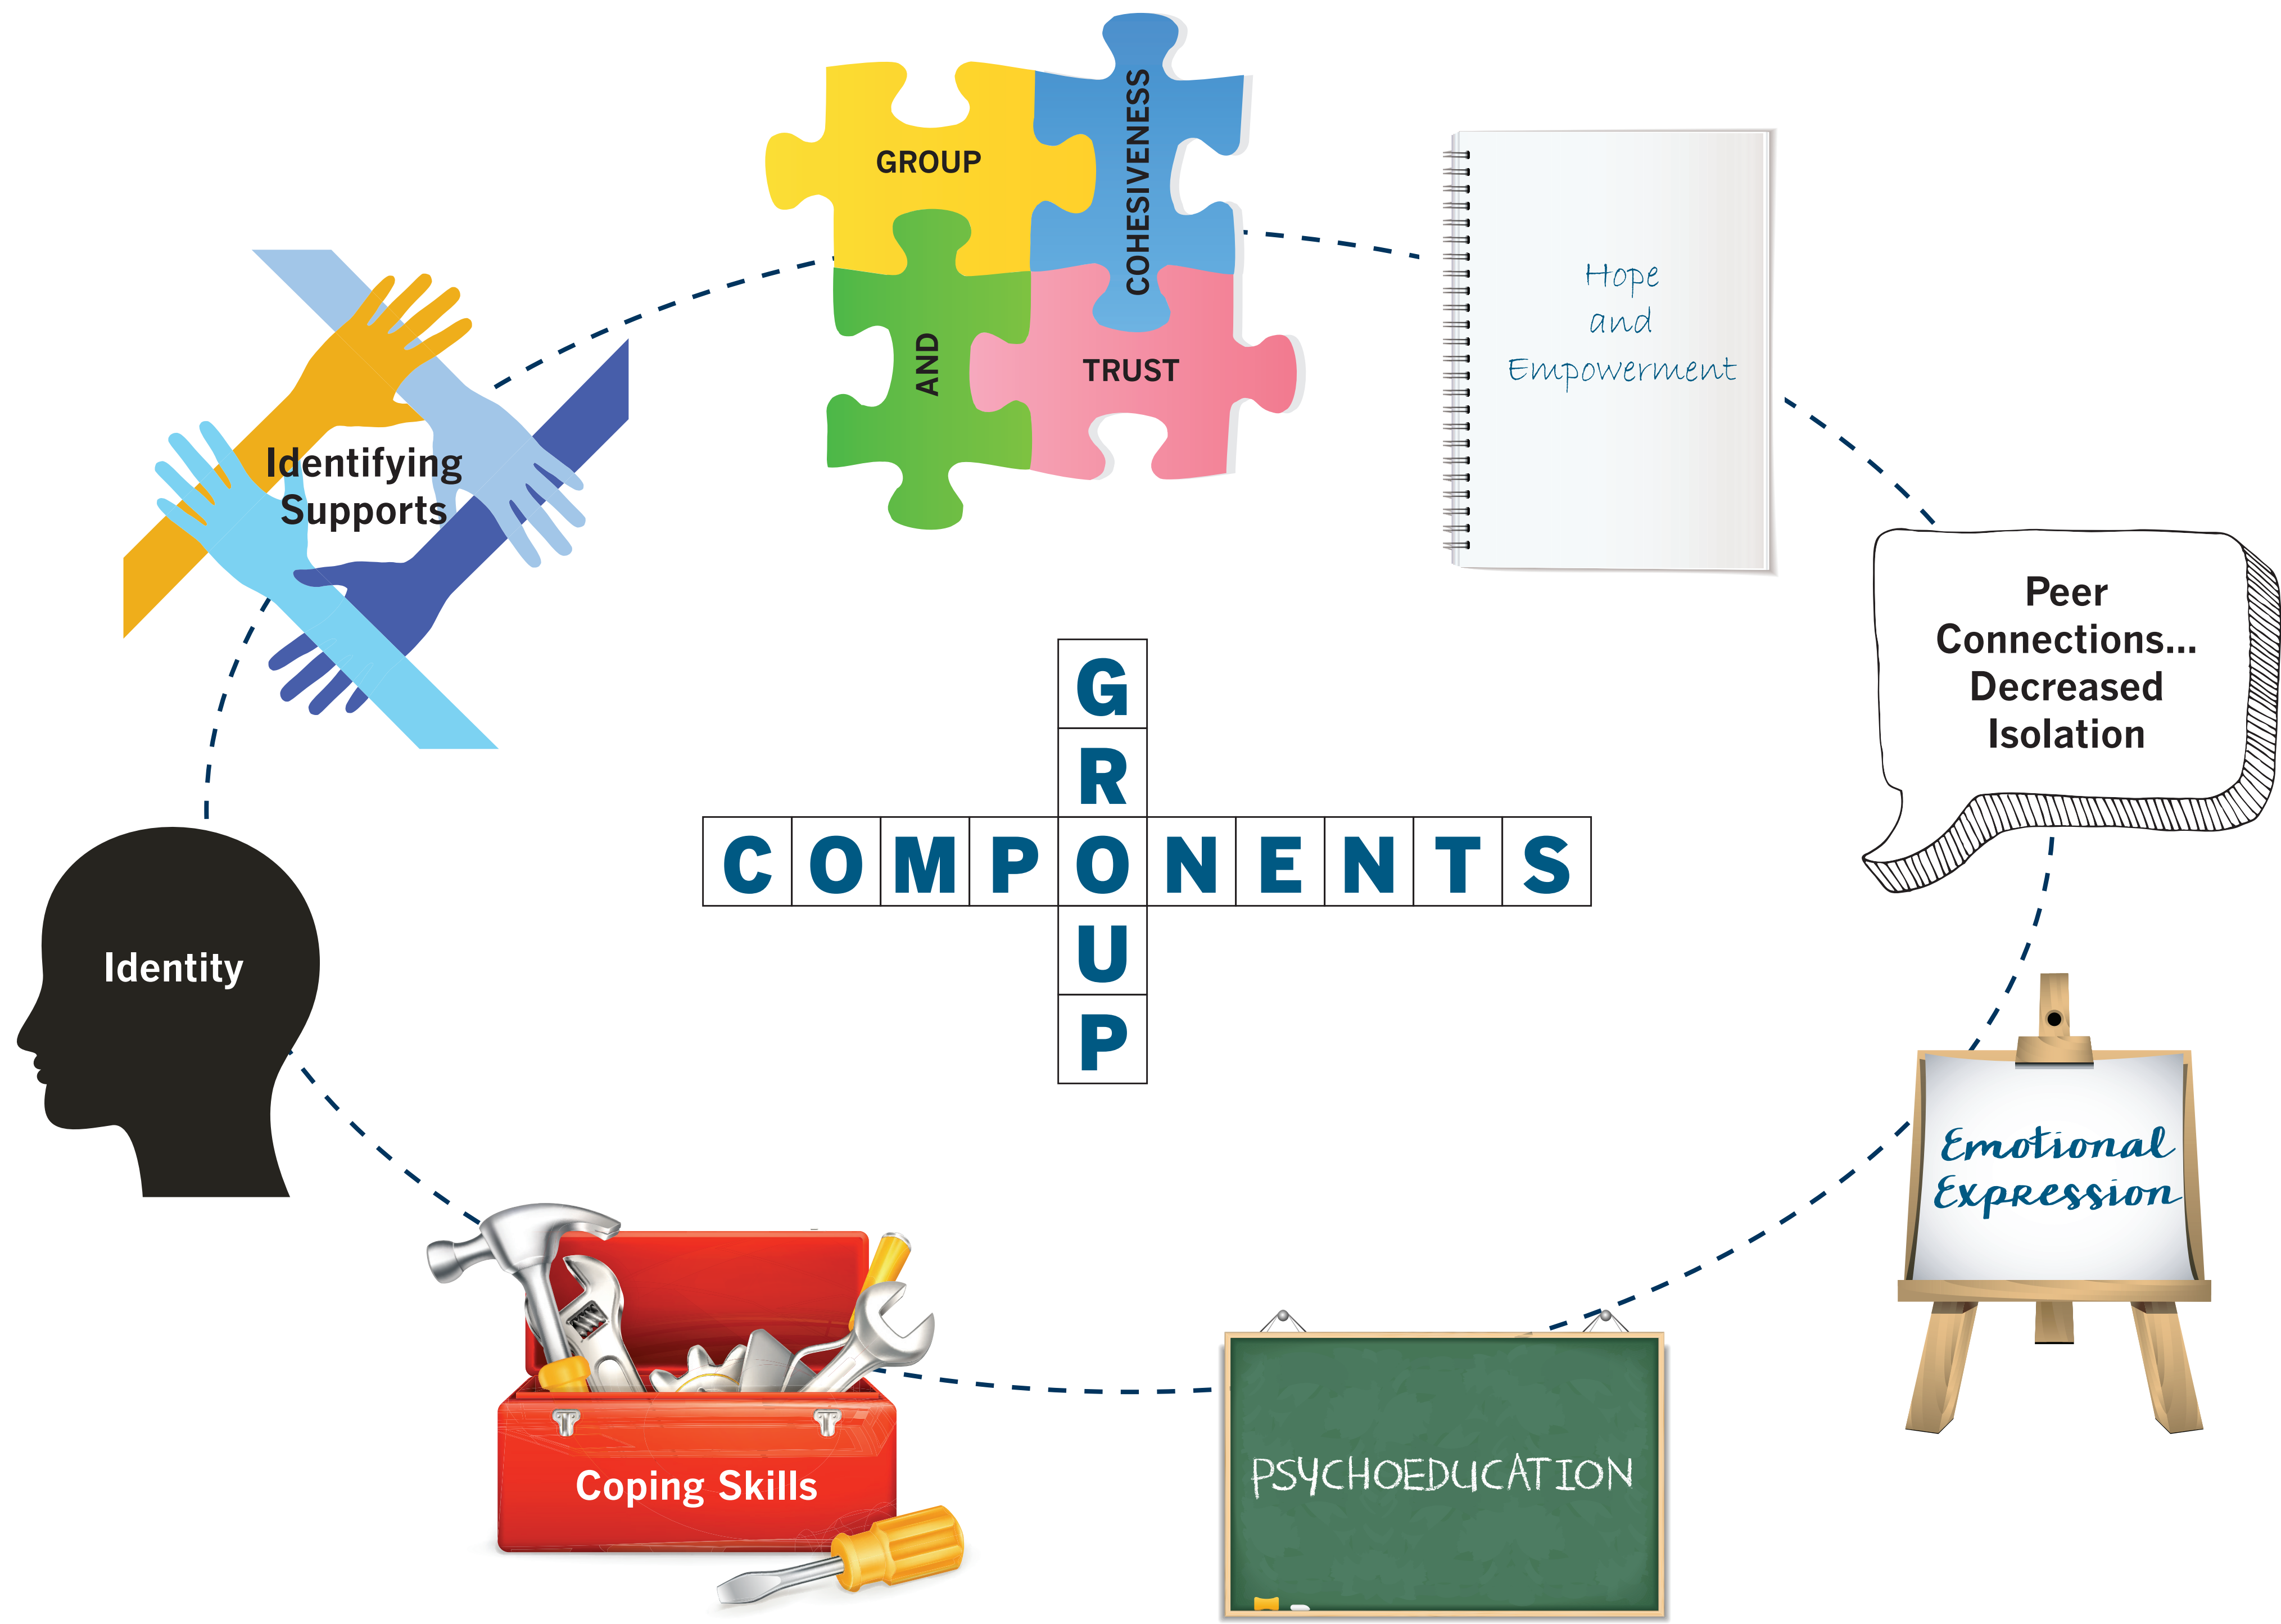 GROUP
COHESIVENESS
AND
TRUST
Hope
and
Empowerment
Identifying
Supports
Peer
Connections...
Decreased
Isolation
GROUP
COMPONENTS
Identity
Emotional
Expression
Coping Skills
PSYCHOEDUCATION